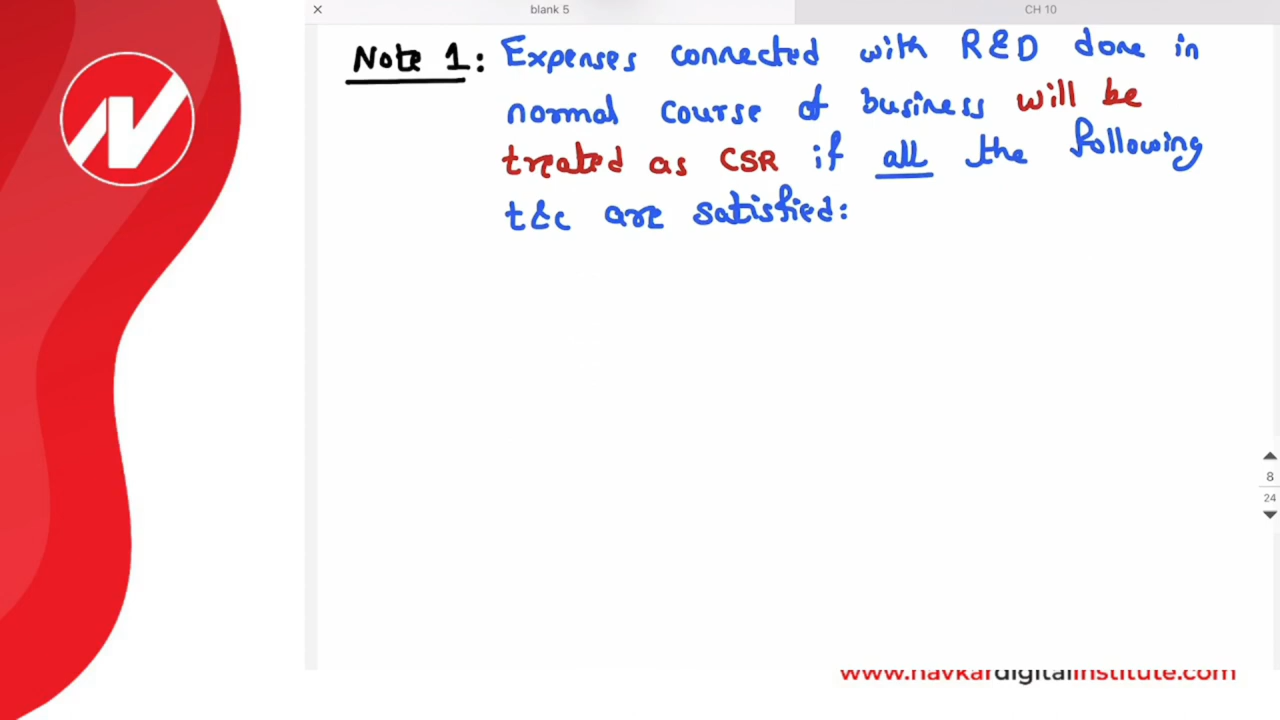 × blank 5 CH 10
Note 1: Expenses connected with R&D done in
normal course of business will be
treated as CSR if all the following
t&c are satisfied:
8
24
www.navkardigitalinstitute.com